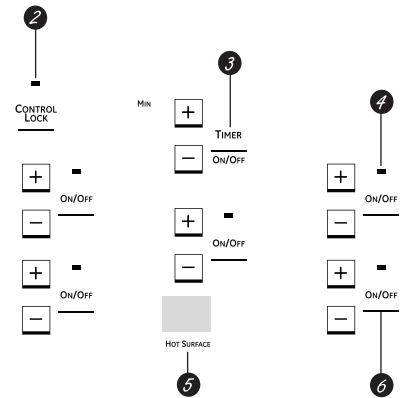 2
3
4
CONTROL
LOCK
MIN
+
TIMER
−
ON/OFF
+
ON/OFF
−
+
ON/OFF
−
+
ON/OFF
−
+
ON/OFF
−
+
ON/OFF
−
HOT SURFACE
5
6